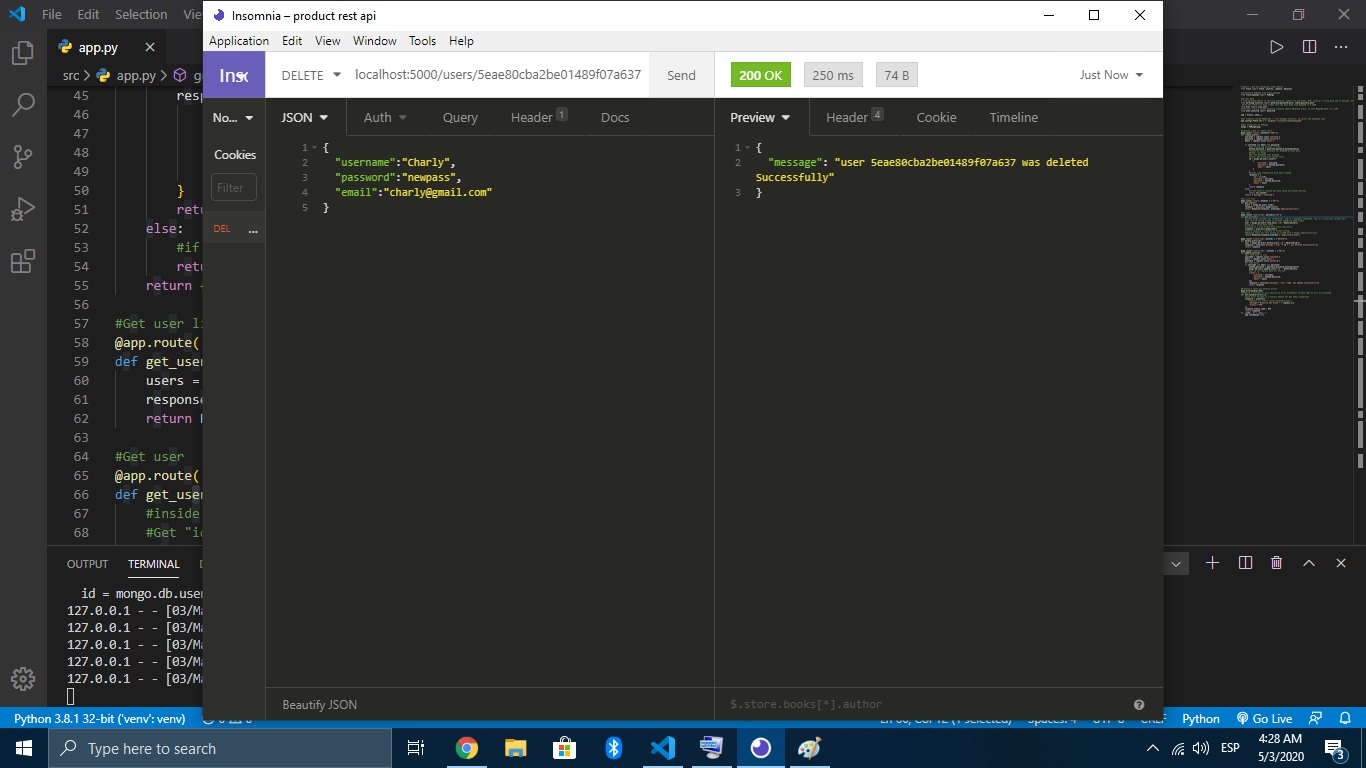 File Edit Selection Vie
Insomnia – product rest api
Application Edit View Window Tools Help
app.py
src > app.py >
Ins
DELETE localhost:5000/users/5eae80cba2be01489f07a637 Send
200 OK 250 ms 74 B Just Now
No...
Cookies
Filter
DEL ...
JSON Auth Query Header 1 Docs
1 {
2 "username":"Charly",
3 "password":"newpass",
4 "email":"charly@gmail.com"
5 }
Beautify JSON
Preview Header 4 Cookie Timeline
1 {
2 "message": "user 5eae80cba2be01489f07a637 was deleted
Successfully"
3 }
$.store.books[*].author
45 resp
46
47
48
49
50 }
51 retu
52 else:
53 #if
54 retu
55 return
56
57 #Get user li
58 @app.route(
59 def get_user
60 users =
61 response
62 return
63
64 #Get user
65 @app.route(
66 def get_user
67 #inside
68 #Get "id
OUTPUT TERMINAL
id = mongo.db.user
127.0.0.1 - - [03/Ma
127.0.0.1 - - [03/Ma
127.0.0.1 - - [03/Ma
127.0.0.1 - - [03/Ma
127.0.0.1 - - [03/Ma
Python 3.8.1 32-bit ('venv': venv) Python Go Live
Type here to search
ESP
4:28 AM
5/3/2020
3